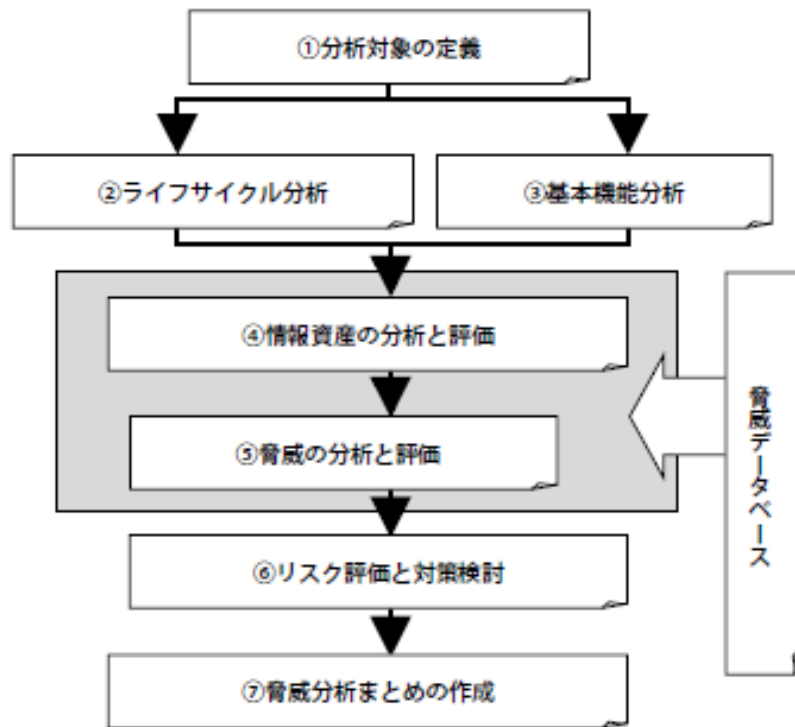 ①分析対象の定義
②ライフサイクル分析
③基本機能分析
④情報資産の分析と評価
⑤脅威の分析と評価
脅威データベース
⑥リスク評価と対策検討
⑦脅威分析まとめの作成